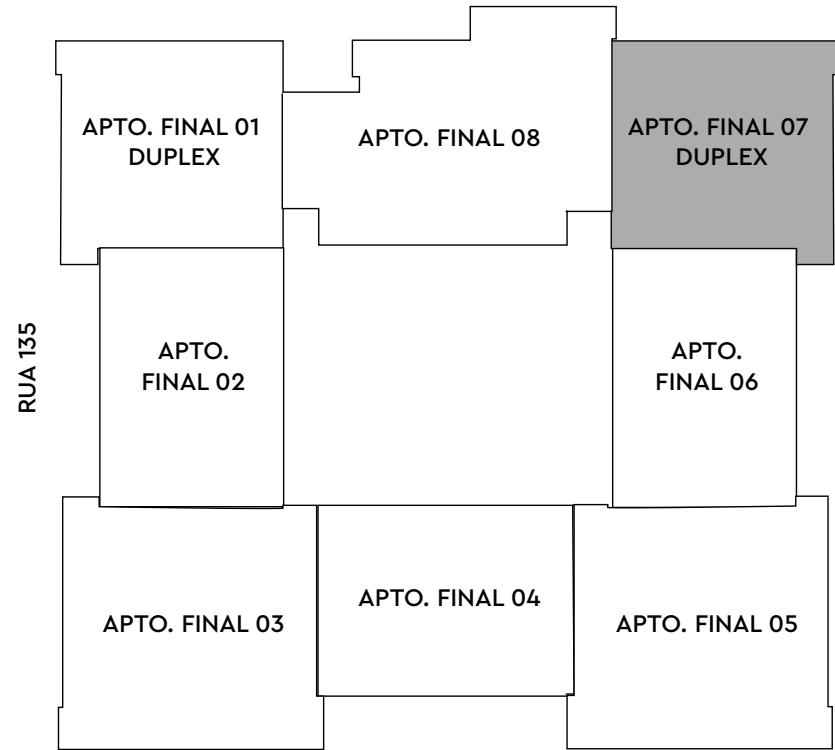 APTO. FINAL 01
DUPLEX
APTO. FINAL 08
APTO. FINAL 07
DUPLEX
RUA 135
APTO.
FINAL 02
APTO.
FINAL 06
APTO. FINAL 03
APTO. FINAL 04
APTO. FINAL 05